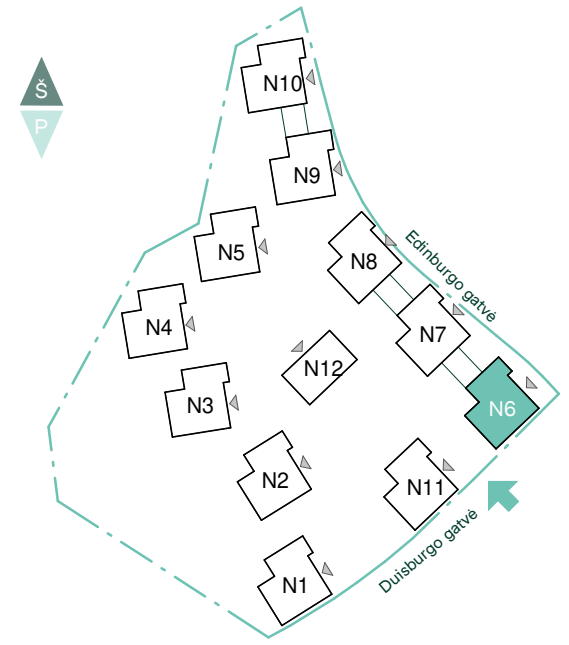 N10
Š
P
N9
N5
N8
Edinburgo gatvė
N4
N7
N12
N3
N6
N2
N11
Duisburgo gatvė
N1